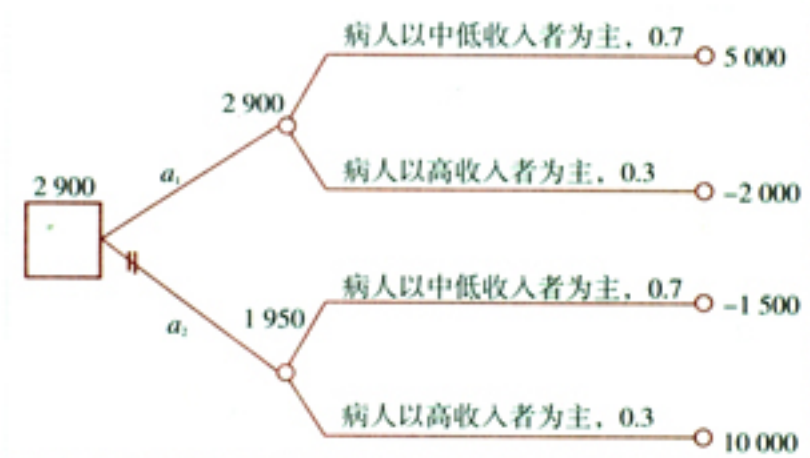 病人以中低收入者为主，0.7
5 000
2 900
a₁
病人以高收入者为主，0.3
-2 000
2 900
病人以中低收入者为主，0.7
-1 500
1 950
a₂
病人以高收入者为主，0.3
10 000